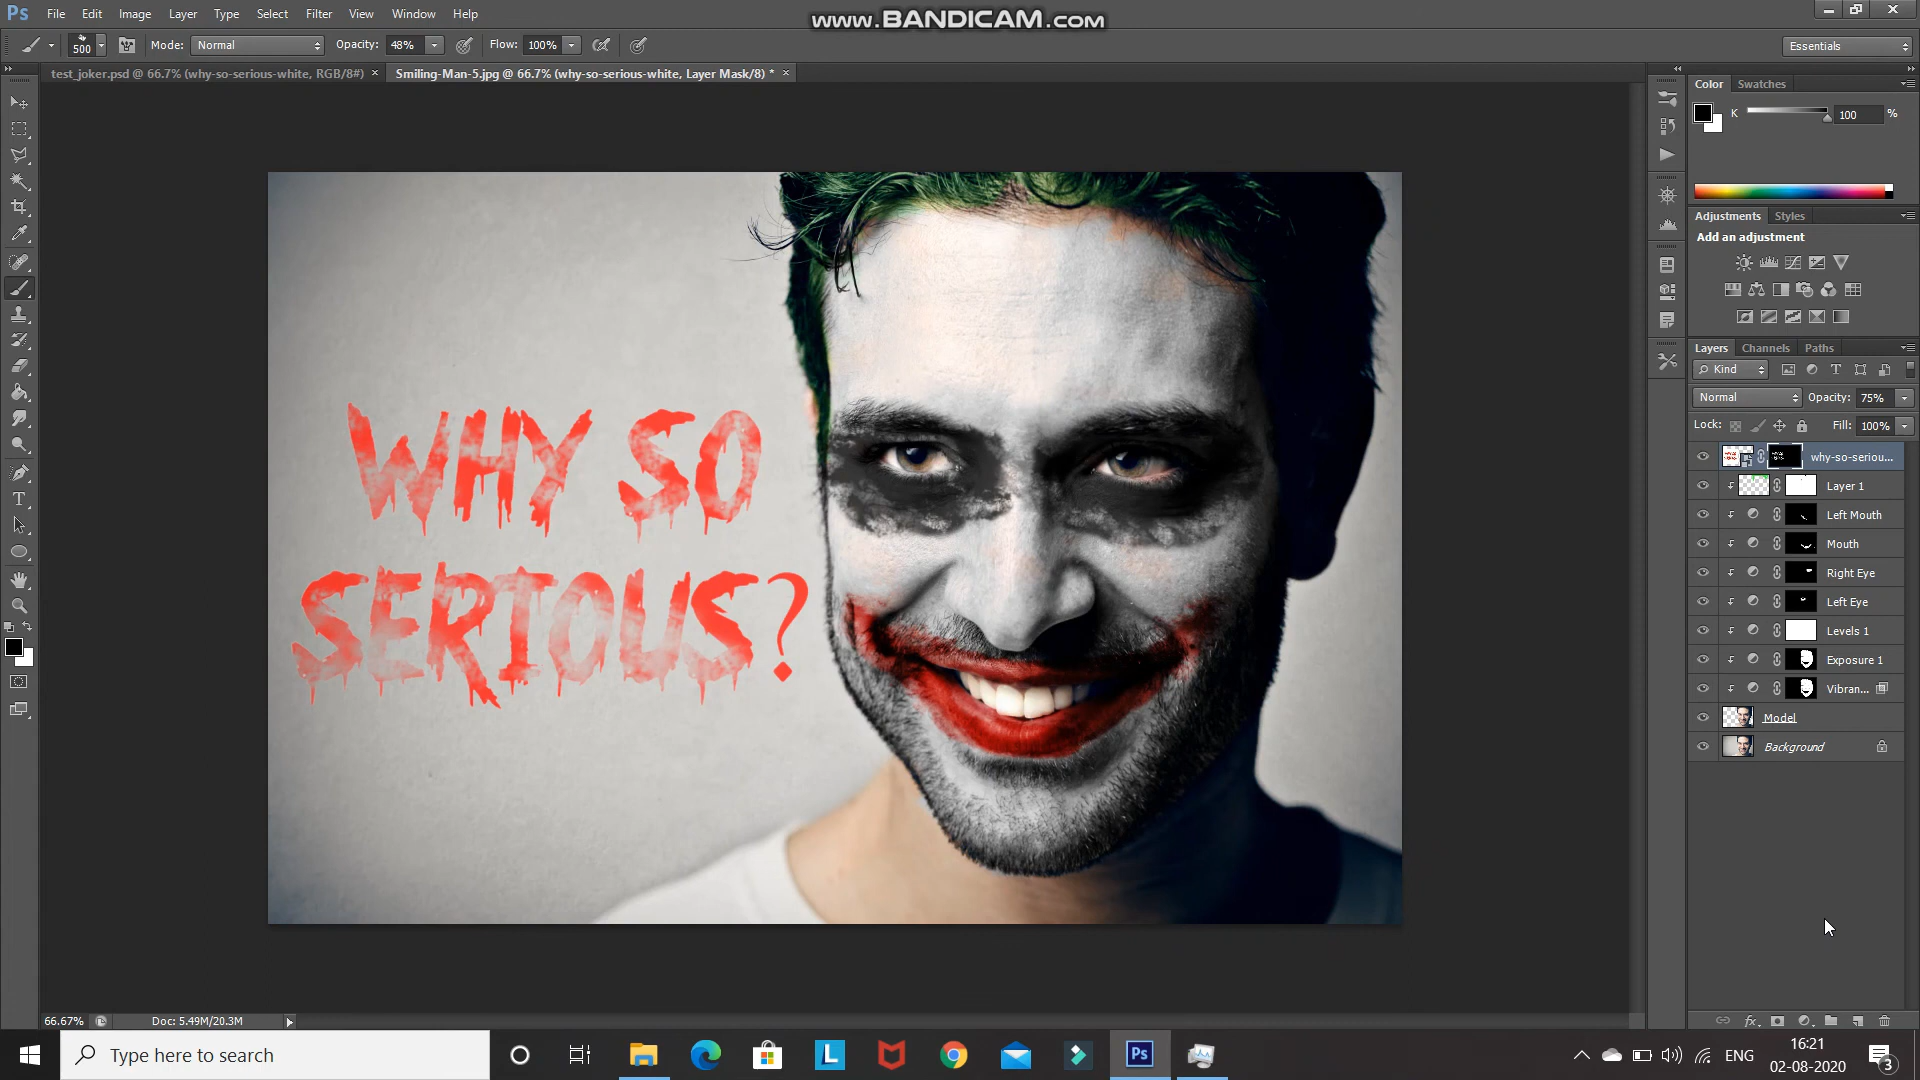 Ps File Edit Image Layer Type Select Filter View Window Help
www.BANDICAM.com
500 Mode: Normal Opacity: 48% Flow: 100% Essentials
test_joker.psd @ 66.7% (why-so-serious-white, RGB/8#) × Smiling-Man-5.jpg @ 66.7% (why-so-serious-white, Layer Mask/8) * ×
Color Swatches
K 100 %
Adjustments Styles
Add an adjustment
Layers Channels Paths
Kind
Normal Opacity: 75%
Lock: Fill: 100%
why-so-seriou...
Layer 1
Left Mouth
Mouth
Right Eye
Left Eye
Levels 1
Exposure 1
Vibran...
Model
Background
WHY SO
SERIOUS?
66.67% Doc: 5.49M/20.3M
Type here to search
L
Ps
ENG
16:21
02-08-2020
3